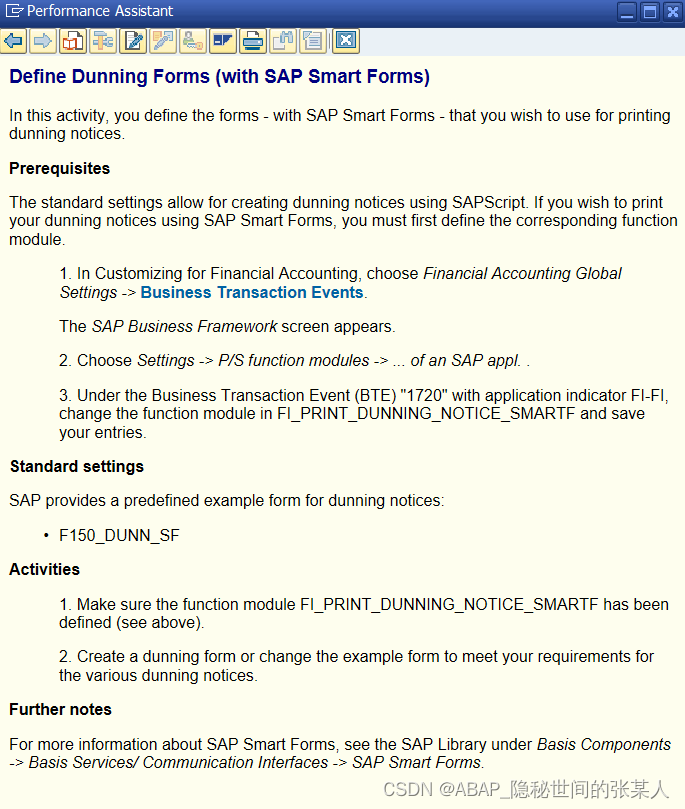 Performance Assistant
Define Dunning Forms (with SAP Smart Forms)
In this activity, you define the forms - with SAP Smart Forms - that you wish to use for printing
dunning notices.
Prerequisites
The standard settings allow for creating dunning notices using SAPScript. If you wish to print
your dunning notices using SAP Smart Forms, you must first define the corresponding function
module.
1. In Customizing for Financial Accounting, choose Financial Accounting Global
Settings -> Business Transaction Events.
The SAP Business Framework screen appears.
2. Choose Settings -> P/S function modules -> ... of an SAP appl. .
3. Under the Business Transaction Event (BTE) "1720" with application indicator FI-FI,
change the function module in FI_PRINT_DUNNING_NOTICE_SMARTF and save
your entries.
Standard settings
SAP provides a predefined example form for dunning notices:
• F150_DUNN_SF
Activities
1. Make sure the function module FI_PRINT_DUNNING_NOTICE_SMARTF has been
defined (see above).
2. Create a dunning form or change the example form to meet your requirements for
the various dunning notices.
Further notes
For more information about SAP Smart Forms, see the SAP Library under Basis Components
-> Basis Services/ Communication Interfaces -> SAP Smart Forms.
CSDN @ABAP_隐秘世间的张某人